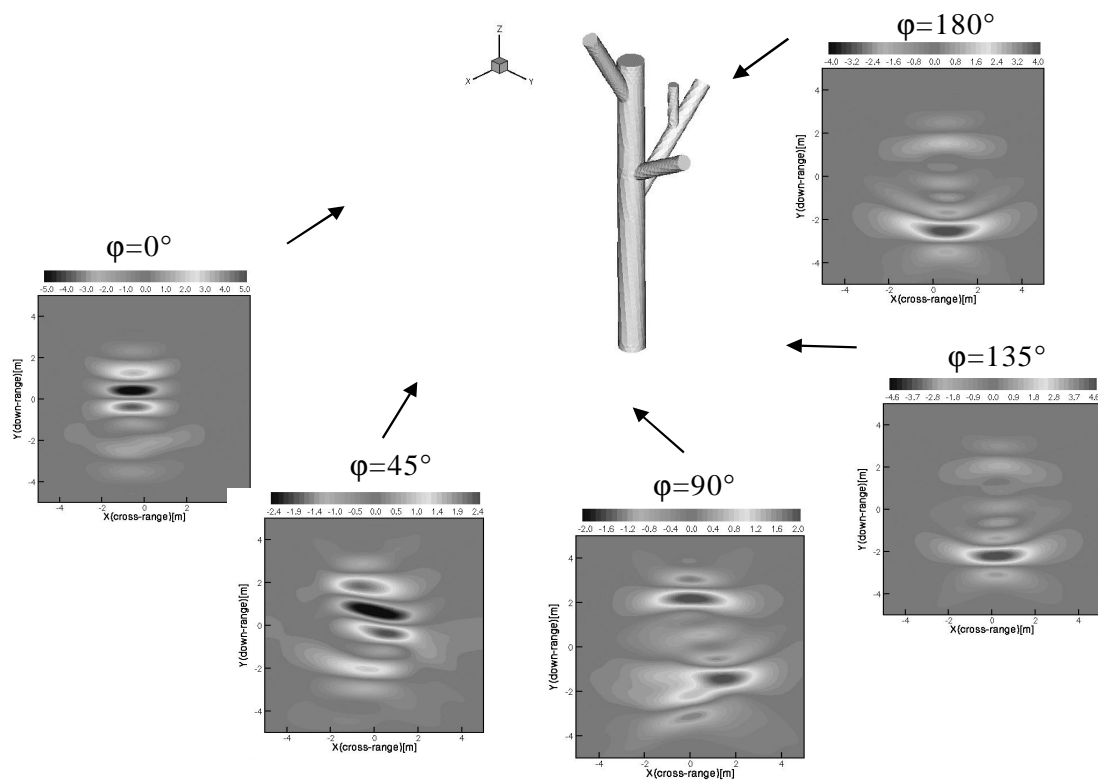 Z
X
Y
φ=180°
-4.0 -3.2 -2.4 -1.6 -0.8 0.0 0.8 1.6 2.4 3.2 4.0
4
2
0
-2
-4
Y(down-range)[m]
-4 -2 0 2 4
X(cross-range)[m]
φ=0°
-5.0 -4.0 -3.0 -2.0 -1.0 0.0 1.0 2.0 3.0 4.0 5.0
4
2
0
-2
-4
Y(down-range)[m]
-4 -2 0 2
X(cross-range)[m]
φ=135°
-4.6 -3.7 -2.8 -1.8 -0.9 0.0 0.9 1.8 2.8 3.7 4.6
4
2
0
-2
-4
Y(down-range)[m]
-4 -2 0 2 4
X(cross-range)[m]
φ=45°
-2.4 -1.9 -1.4 -1.0 -0.5 0.0 0.5 1.0 1.4 1.9 2.4
4
2
0
-2
-4
Y(down-range)[m]
-4 -2 0 2 4
X(cross-range)[m]
φ=90°
-2.0 -1.6 -1.2 -0.8 -0.4 0.0 0.4 0.8 1.2 1.6 2.0
4
2
0
-2
-4
Y(down-range)[m]
-4 -2 0 2 4
X(cross-range)[m]